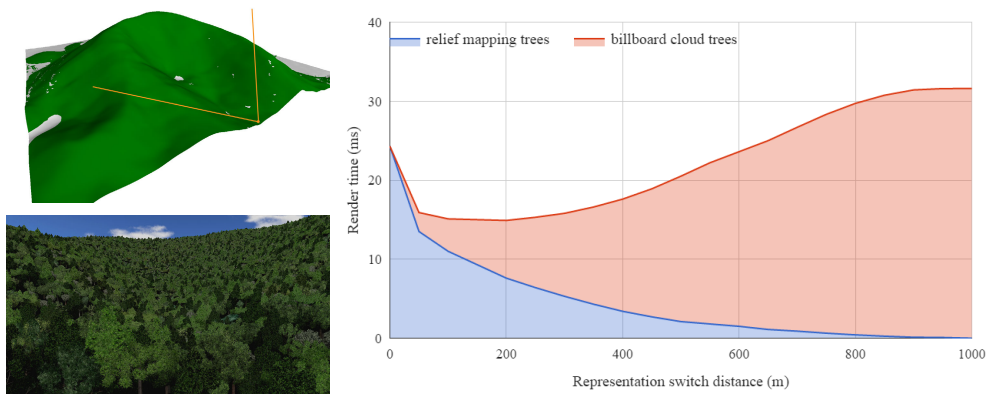 relief mapping trees
billboard cloud trees
Render time (ms)
40
30
20
10
0
0
200
400
600
800
1000
Representation switch distance (m)